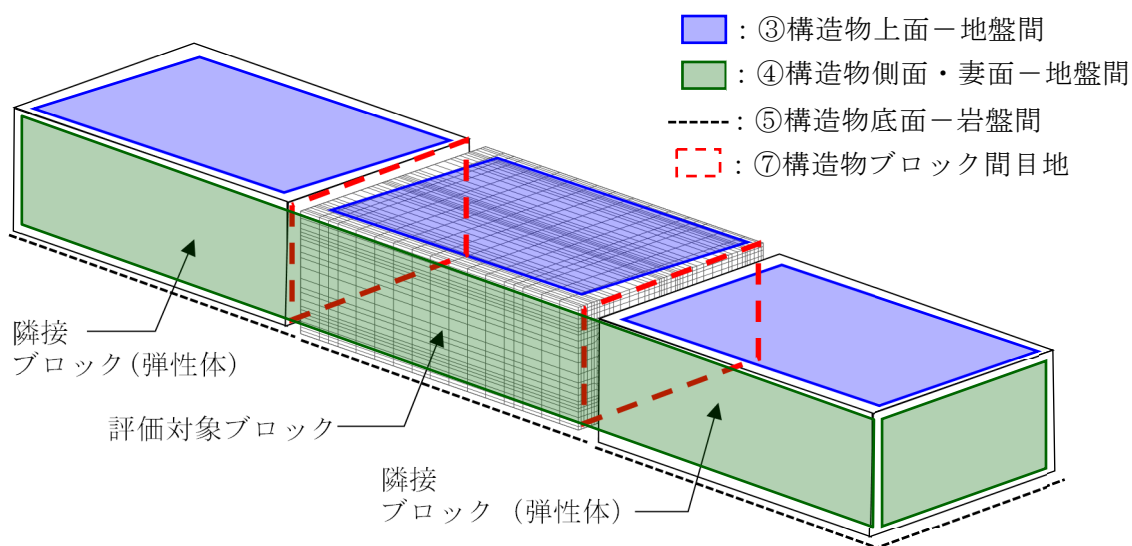 ：③構造物上面－地盤間
：④構造物側面・妻面－地盤間
：⑤構造物底面－岩盤間
：⑦構造物ブロック間目地
隣接
ブロック(弾性体)
評価対象ブロック
隣接
ブロック（弾性体）